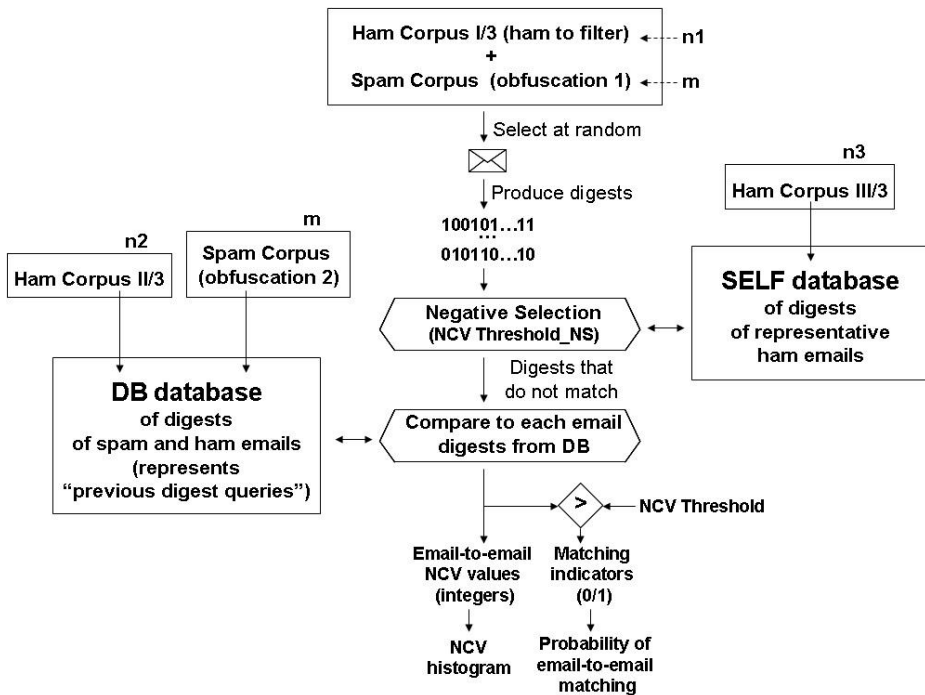 Ham Corpus I/3 (ham to filter)
n1
+
Spam Corpus (obfuscation 1)
m
Select at random
Produce digests
100101...11
...
010110...10
n3
Ham Corpus III/3
n2
Ham Corpus II/3
m
Spam Corpus
(obfuscation 2)
Negative Selection
(NCV Threshold_NS)
SELF database
of digests
of representative
ham emails
Digests that
do not match
DB database
of digests
of spam and ham emails
(represents
“previous digest queries”)
Compare to each email
digests from DB
>
NCV Threshold
Email-to-email
NCV values
(integers)
Matching
indicators
(0/1)
NCV
histogram
Probability of
email-to-email
matching